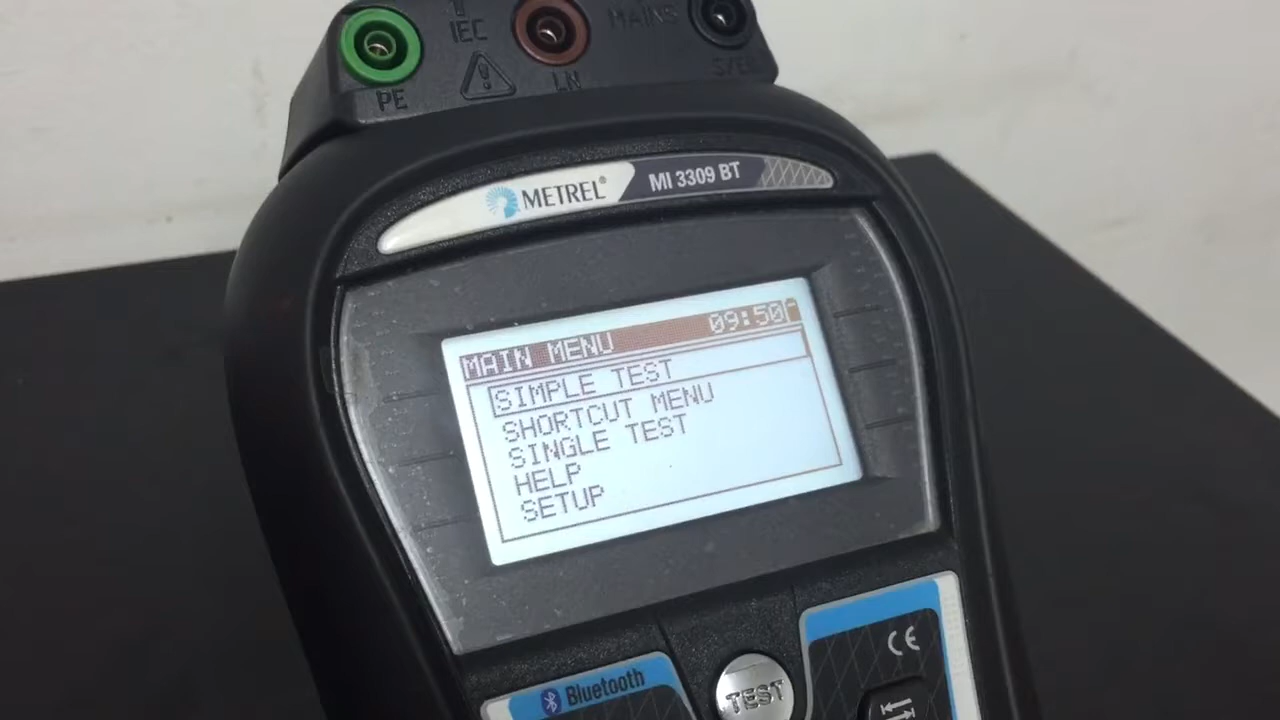 IEC
MAINS
PE
LN
METREL® MI 3309 BT
MAIN MENU 09:50
SIMPLE TEST
SHORTCUT MENU
SINGLE TEST
HELP
SETUP
Bluetooth
TEST
CE